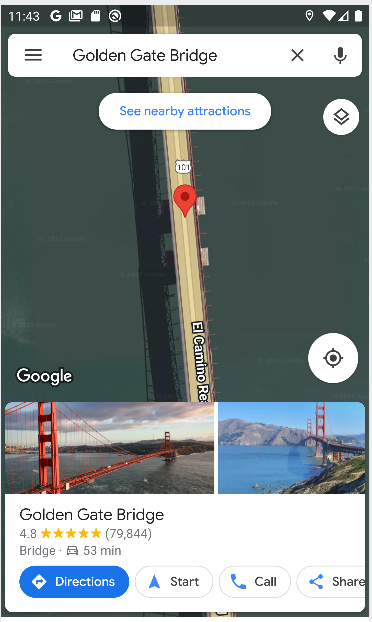 11:43
Golden Gate Bridge
See nearby attractions
101
El Camino Re
Google
Golden Gate Bridge
4.8 (79,844)
Bridge · 53 min
Directions
Start
Call
Share